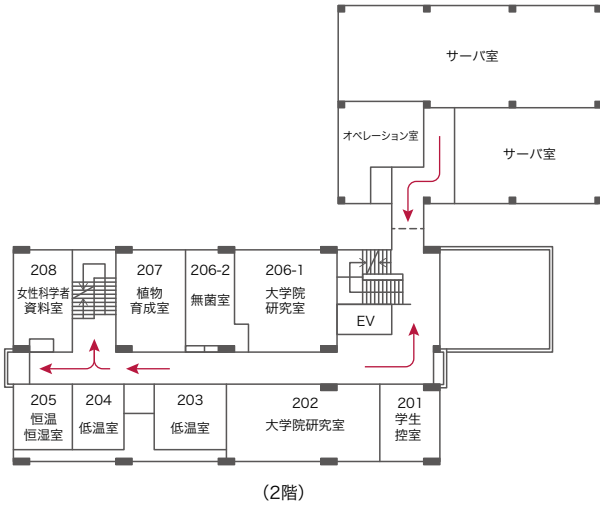 サーバ室
オペレーション室
サーバ室
208
女性科学者
資料室
207
植物
育成室
206-2
無菌室
206-1
大学院
研究室
EV
205
恒温
恒湿室
204
低温室
203
低温室
202
大学院研究室
201
学生
控室
（2階）